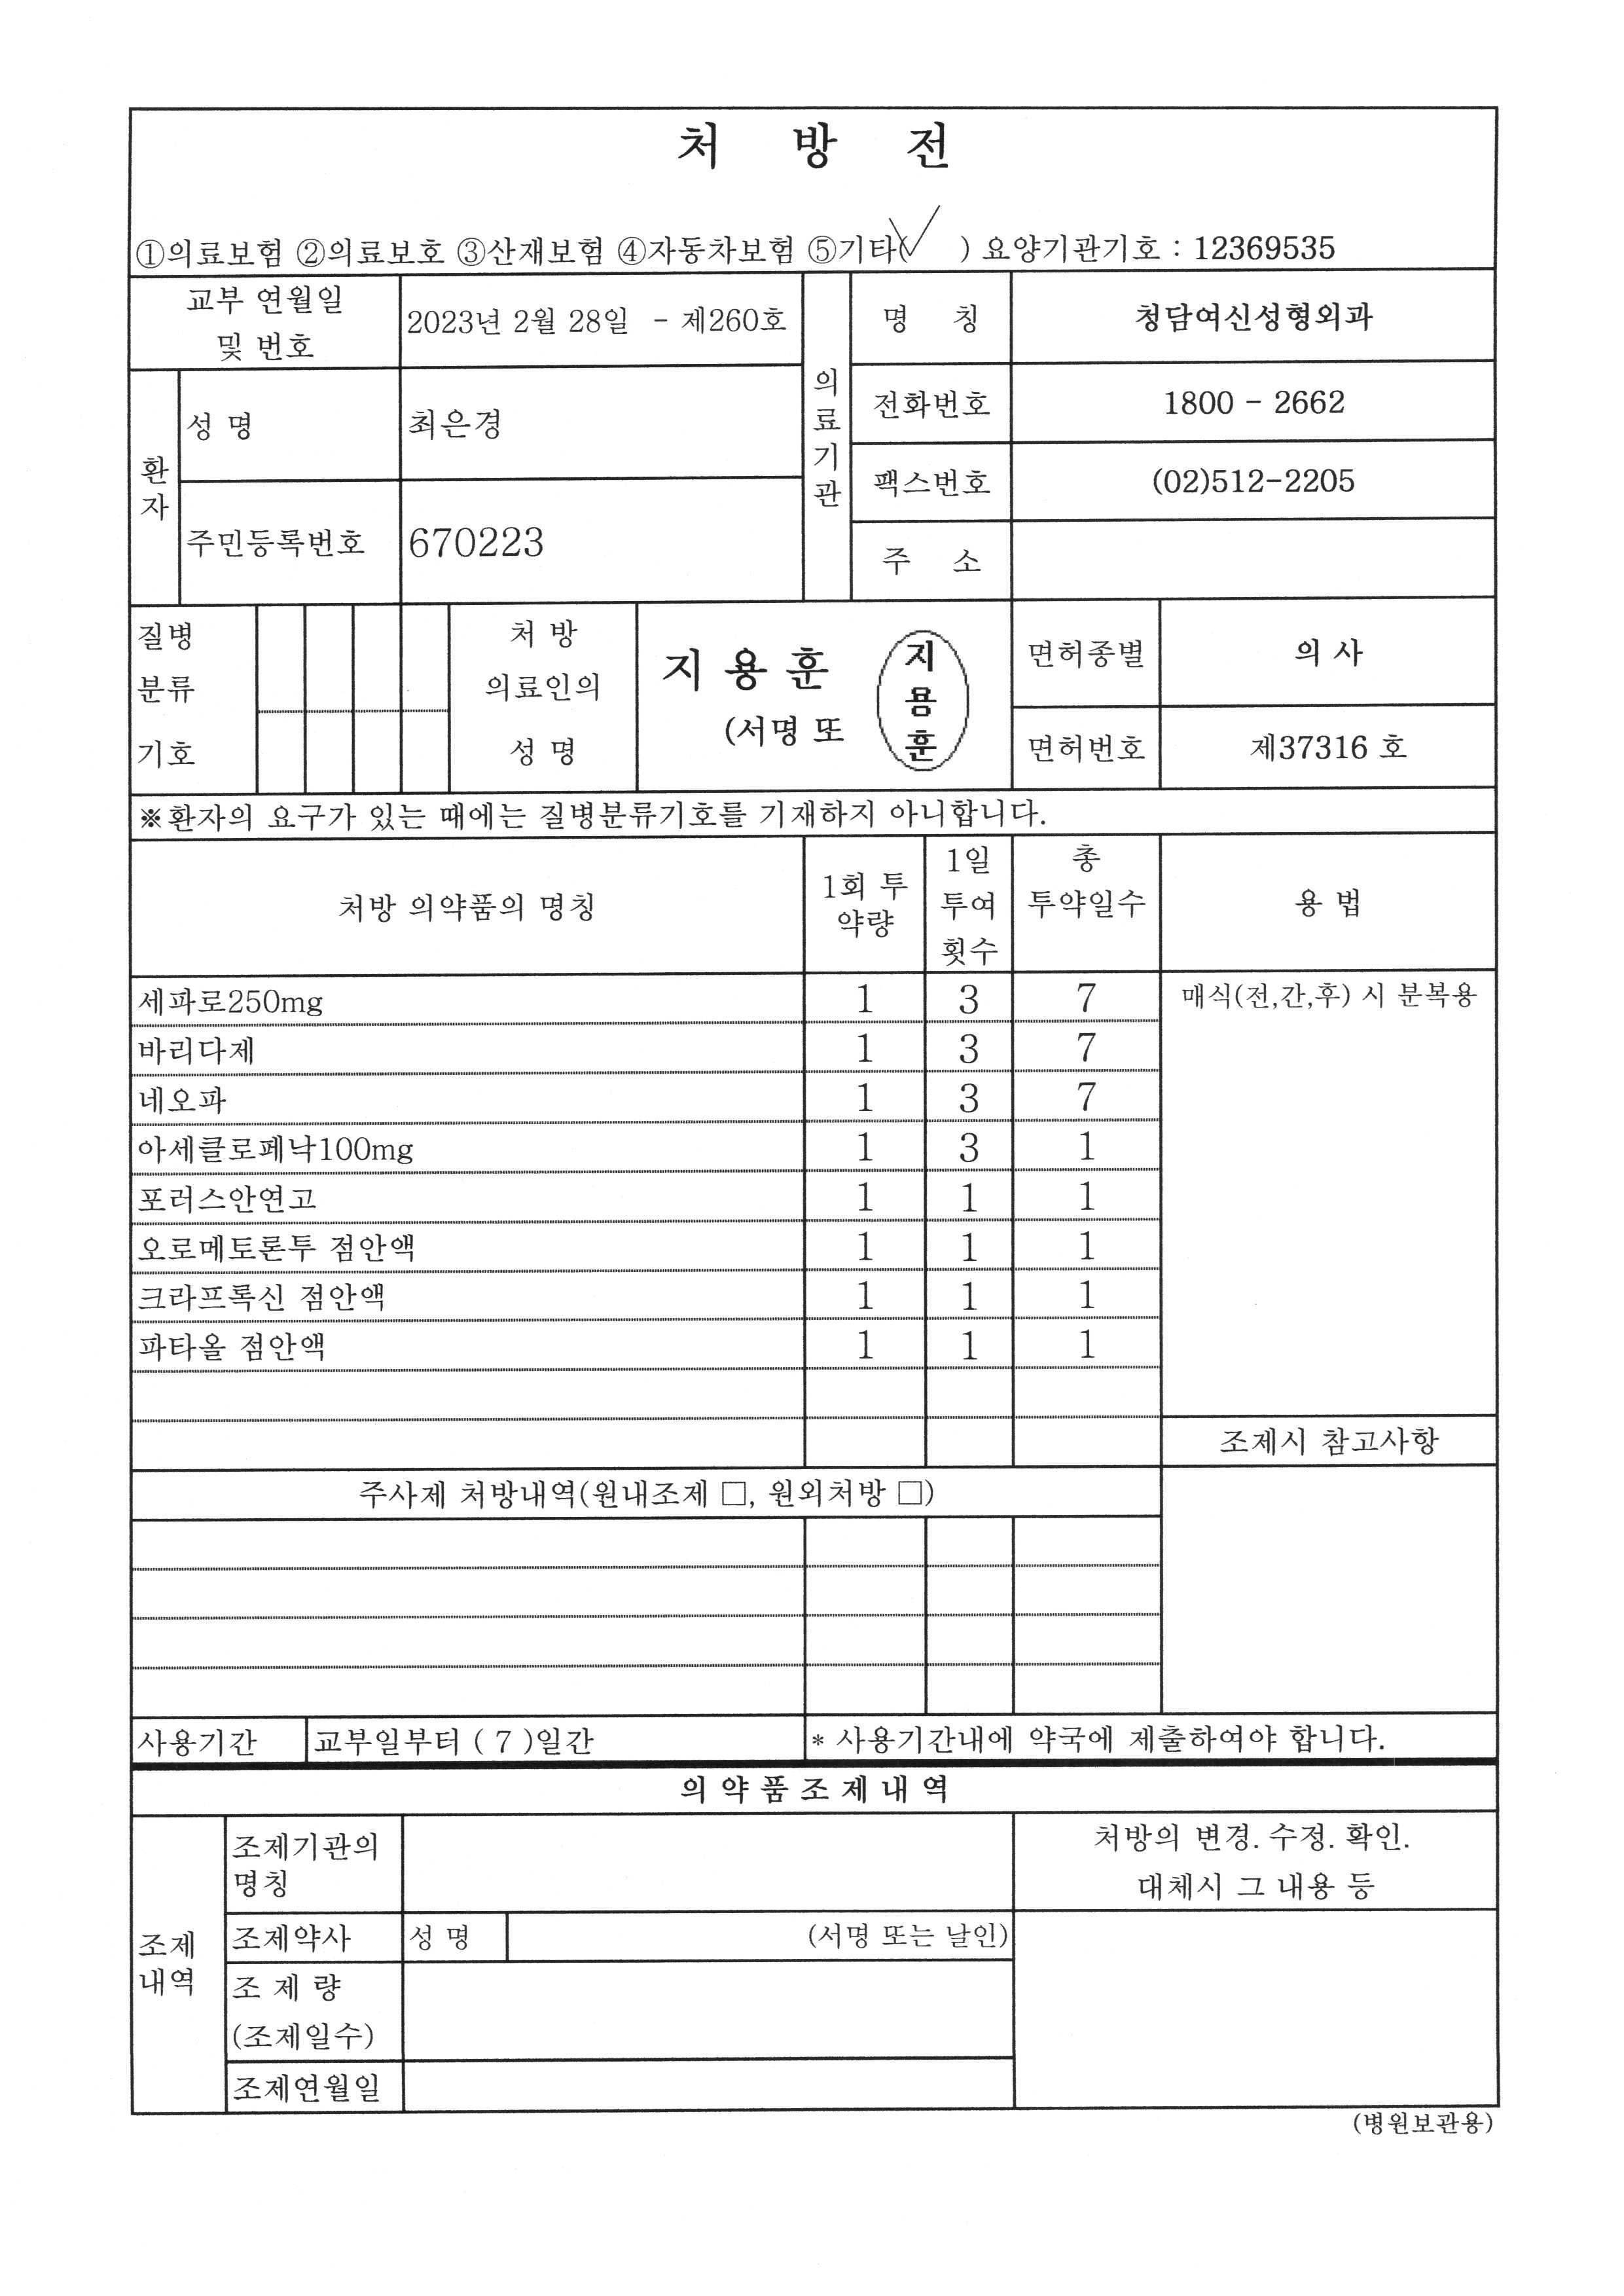 처 방 전
①의료보험 ②의료보호 ③산재보험 ④자동차보험 ⑤기타(✓ ) 요양기관기호 : 12369535
교부 연월일 및 번호 2023년 2월 28일 - 제260호
의료기관 명 칭 청담여신성형외과
환자 성 명 최은경
전화번호 1800 - 2662
팩스번호 (02)512-2205
주민등록번호 670223
주 소
질병 분류 기호
처 방 의료인의 성 명
지 용 훈
(서명 또
지용훈
면허종별 의 사
면허번호 제37316 호
※환자의 요구가 있는 때에는 질병분류기호를 기재하지 아니합니다.
처방 의약품의 명칭 1회 투약량 1일 투여 횟수 총 투약일수 용 법
세파로250mg 1 3 7 매식(전,간,후) 시 분복용
바리다제 1 3 7
네오파 1 3 7
아세클로페낙100mg 1 3 1
포러스안연고 1 1 1
오로메토론투 점안액 1 1 1
크라프록신 점안액 1 1 1
파타올 점안액 1 1 1
조제시 참고사항
주사제 처방내역(원내조제 □, 원외처방 □)
사용기간 교부일부터 ( 7 )일간 * 사용기간내에 약국에 제출하여야 합니다.
의 약 품 조 제 내 역
조제 내역
조제기관의 명칭
처방의 변경. 수정. 확인.
대체시 그 내용 등
조제약사 성 명 (서명 또는 날인)
조 제 량
(조제일수)
조제연월일
(병원보관용)